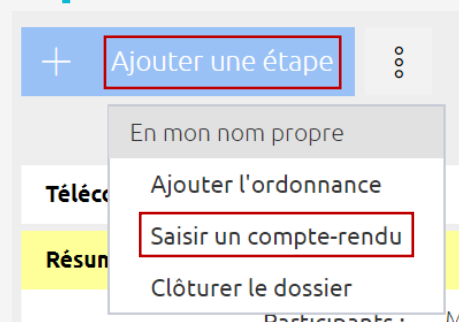 + Ajouter une étape
En mon nom propre
Ajouter l'ordonnance
Saisir un compte-rendu
Clôturer le dossier